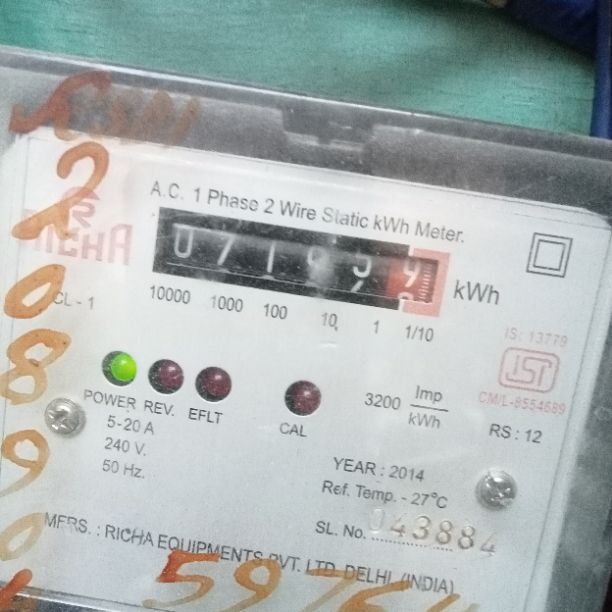 A.C. 1 Phase 2 Wire Static kWh Meter.
RICHA
kWh
CL - 1
10000 1000 100 10 1 1/10
IS: 13779
CM/L-8554689
POWER REV. EFLT
CAL
3200 Imp
kWh
RS : 12
5-20 A
240 V.
50 Hz.
YEAR : 2014
Ref. Temp. - 27°C
SL. No. 043884
MFRS. : RICHA EQUIPMENTS PVT. LTD. DELHI, (INDIA)